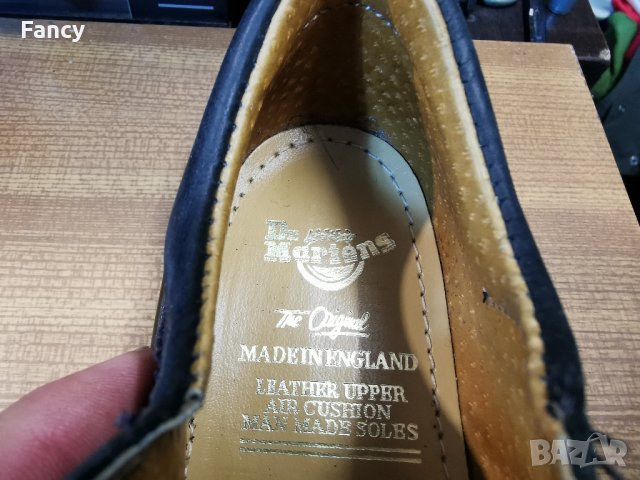 Fancy
Dr.
Martens
The Original
MADE IN ENGLAND
LEATHER UPPER
AIR CUSHION
MAN MADE SOLES
BAZAR